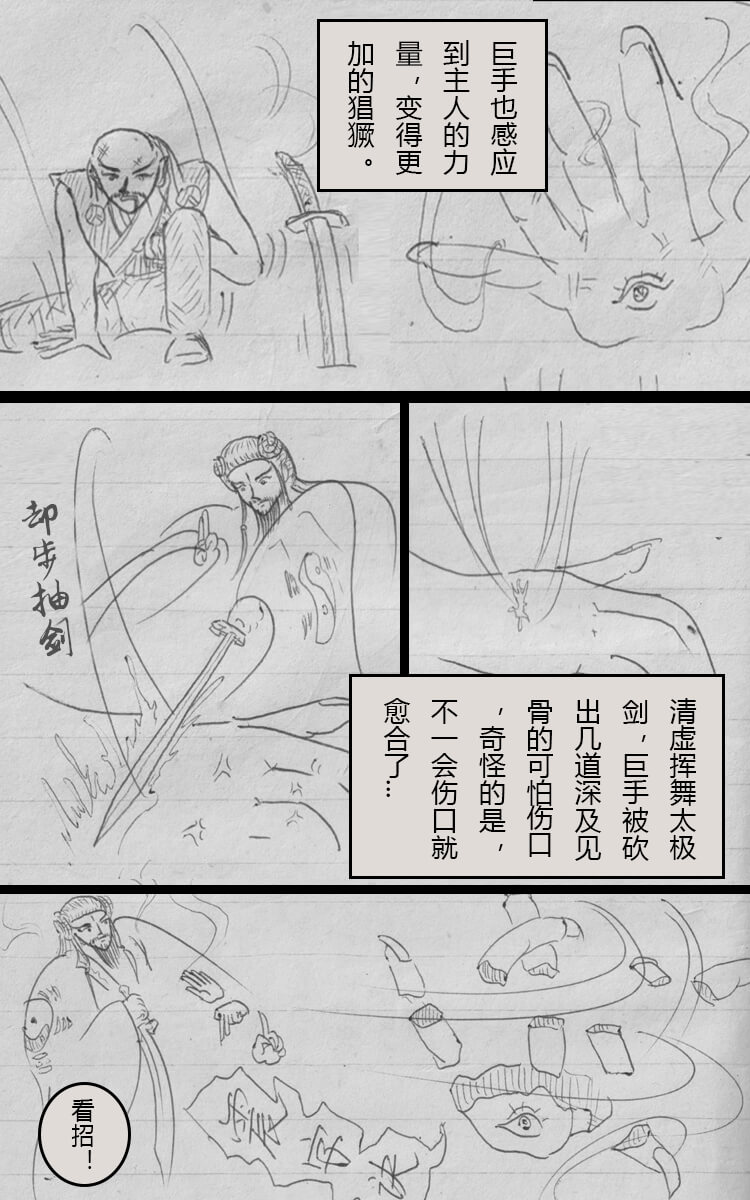 巨手也感应
到主人的力
量，变得更
加的猖獗。
却步抽剑
清虚挥舞太极
剑，巨手被砍
出几道深及见
骨的可怕伤口
，奇怪的是，
不一会伤口就
愈合了…
看招！
字诀